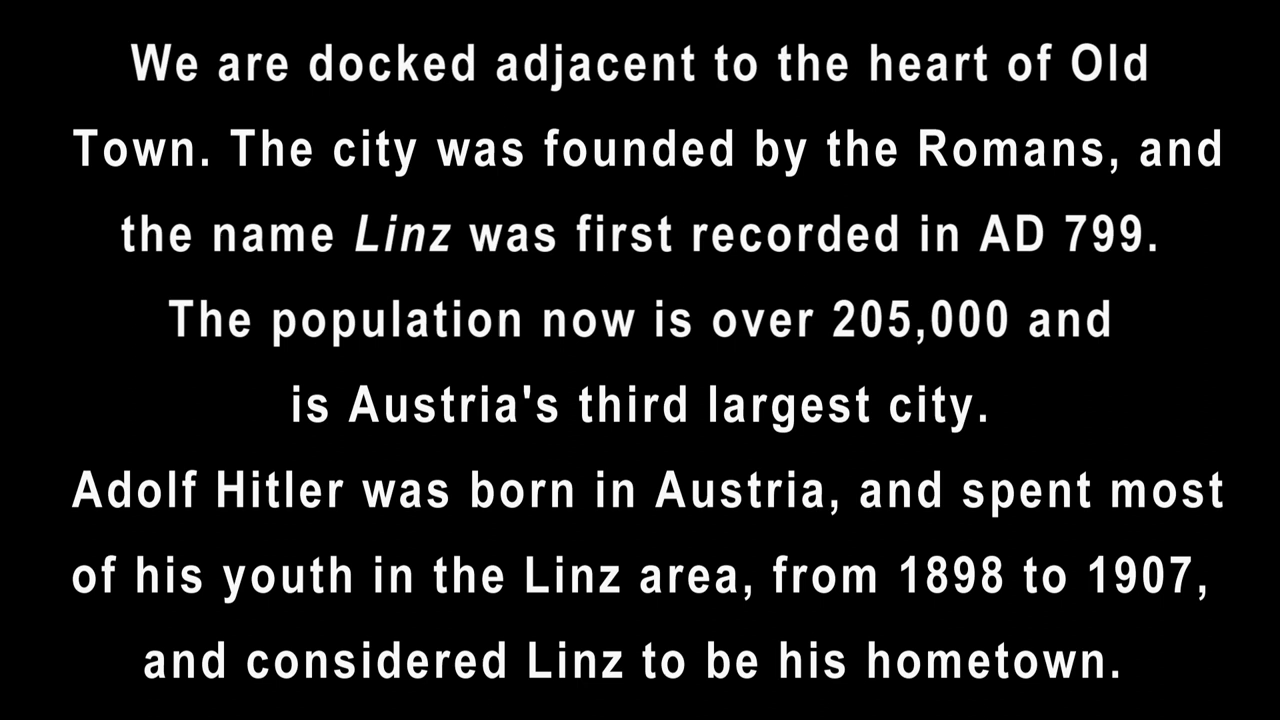 We are docked adjacent to the heart of Old
Town. The city was founded by the Romans, and
the name Linz was first recorded in AD 799.
The population now is over 205,000 and
is Austria's third largest city.
Adolf Hitler was born in Austria, and spent most
of his youth in the Linz area, from 1898 to 1907,
and considered Linz to be his hometown.